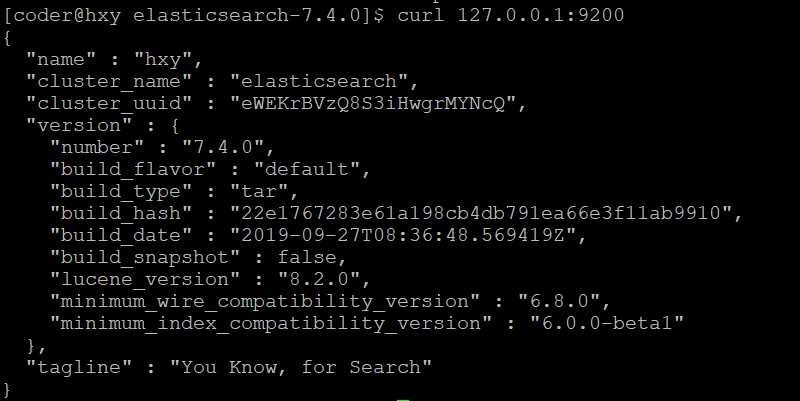 [coder@hxy elasticsearch-7.4.0]$ curl 127.0.0.1:9200
{
  "name" : "hxy",
  "cluster_name" : "elasticsearch",
  "cluster_uuid" : "eWEKrBVzQ8S3iHwgrMYNcQ",
  "version" : {
    "number" : "7.4.0",
    "build_flavor" : "default",
    "build_type" : "tar",
    "build_hash" : "22e1767283e61a198cb4db791ea66e3f11ab9910",
    "build_date" : "2019-09-27T08:36:48.569419Z",
    "build_snapshot" : false,
    "lucene_version" : "8.2.0",
    "minimum_wire_compatibility_version" : "6.8.0",
    "minimum_index_compatibility_version" : "6.0.0-beta1"
  },
  "tagline" : "You Know, for Search"
}